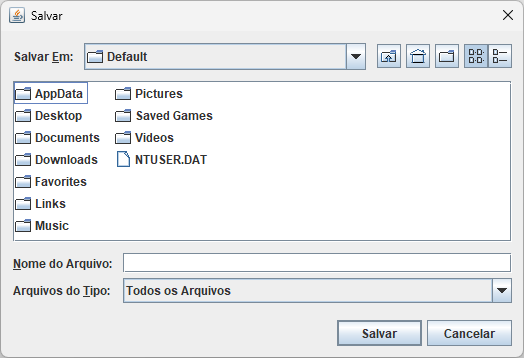 Salvar
Salvar Em: Default
AppData Pictures
Desktop Saved Games
Documents Videos
Downloads NTUSER.DAT
Favorites
Links
Music
Nome do Arquivo:
Arquivos do Tipo: Todos os Arquivos
Salvar Cancelar